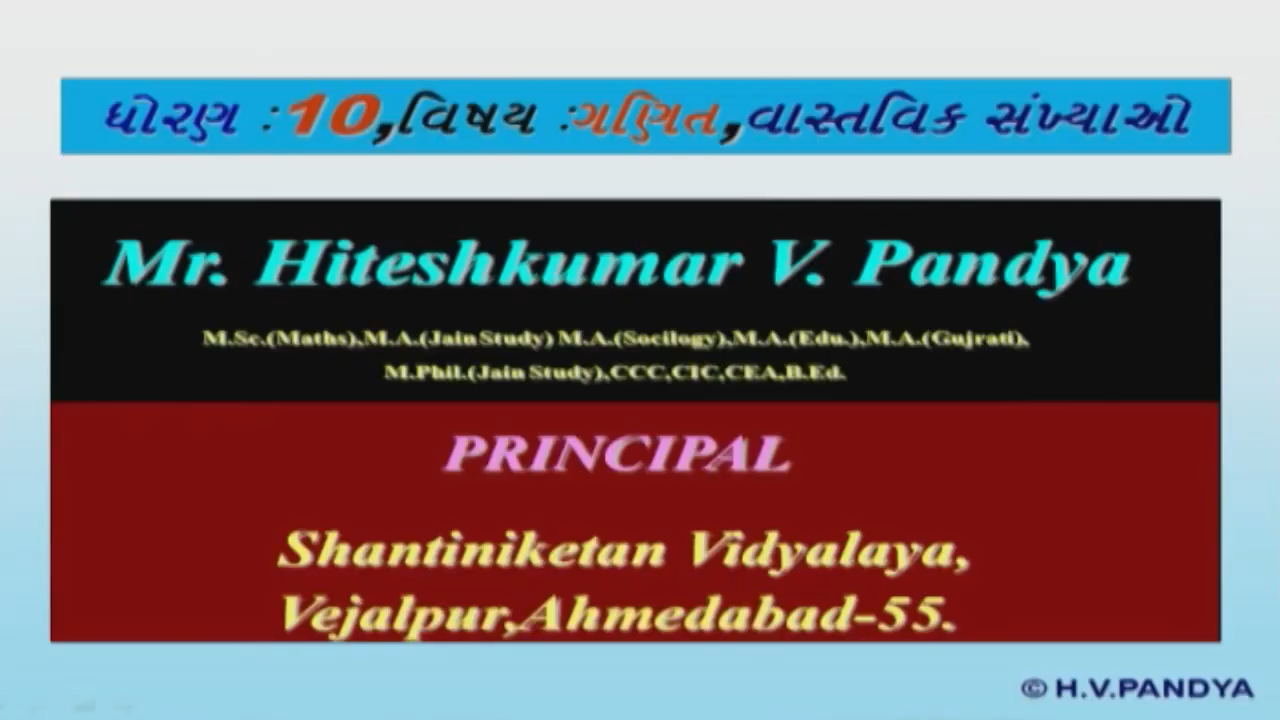 ધોરણ :10,વિષય :ગણિત,વાસ્તવિક સંખ્યાઓ
Mr. Hiteshkumar V. Pandya
M.Sc.(Maths),M.A.(Jain Study) M.A.(Socilogy),M.A.(Edu.),M.A.(Gujrati),
M.Phil.(Jain Study),CCC,CIC,CEA,B.Ed.
PRINCIPAL
Shantiniketan Vidyalaya,
Vejalpur,Ahmedabad-55.
© H.V.PANDYA